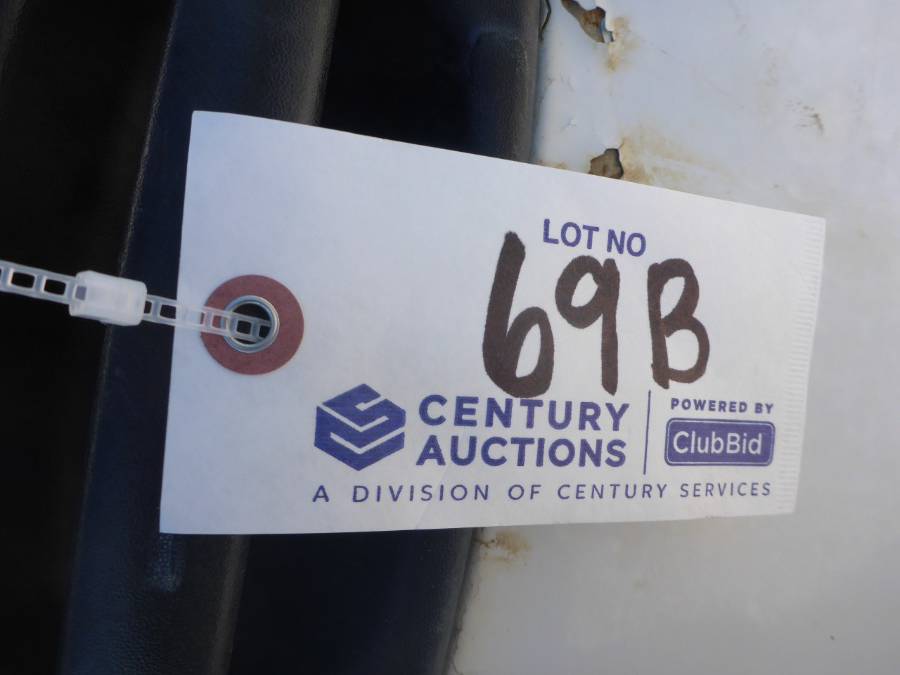 LOT NO
69B
CENTURY AUCTIONS
POWERED BY
ClubBid
A DIVISION OF CENTURY SERVICES